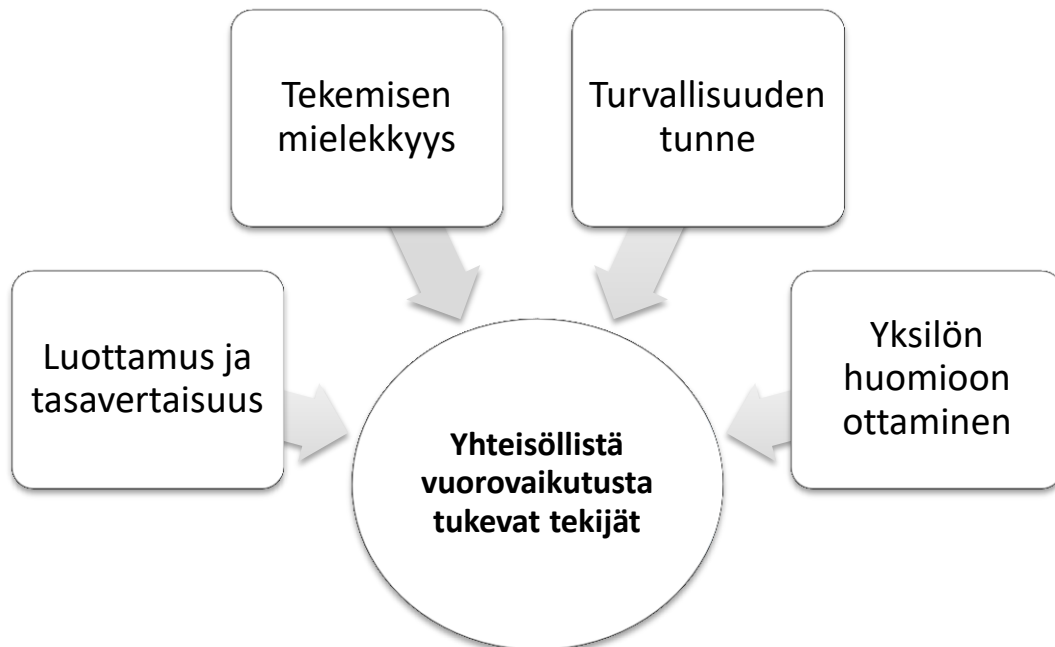 Tekemisen
mielekkyys
Turvallisuuden
tunne
Luottamus ja
tasavertaisuus
Yksilön
huomioon
ottaminen
Yhteisöllistä
vuorovaikutusta
tukevat tekijät